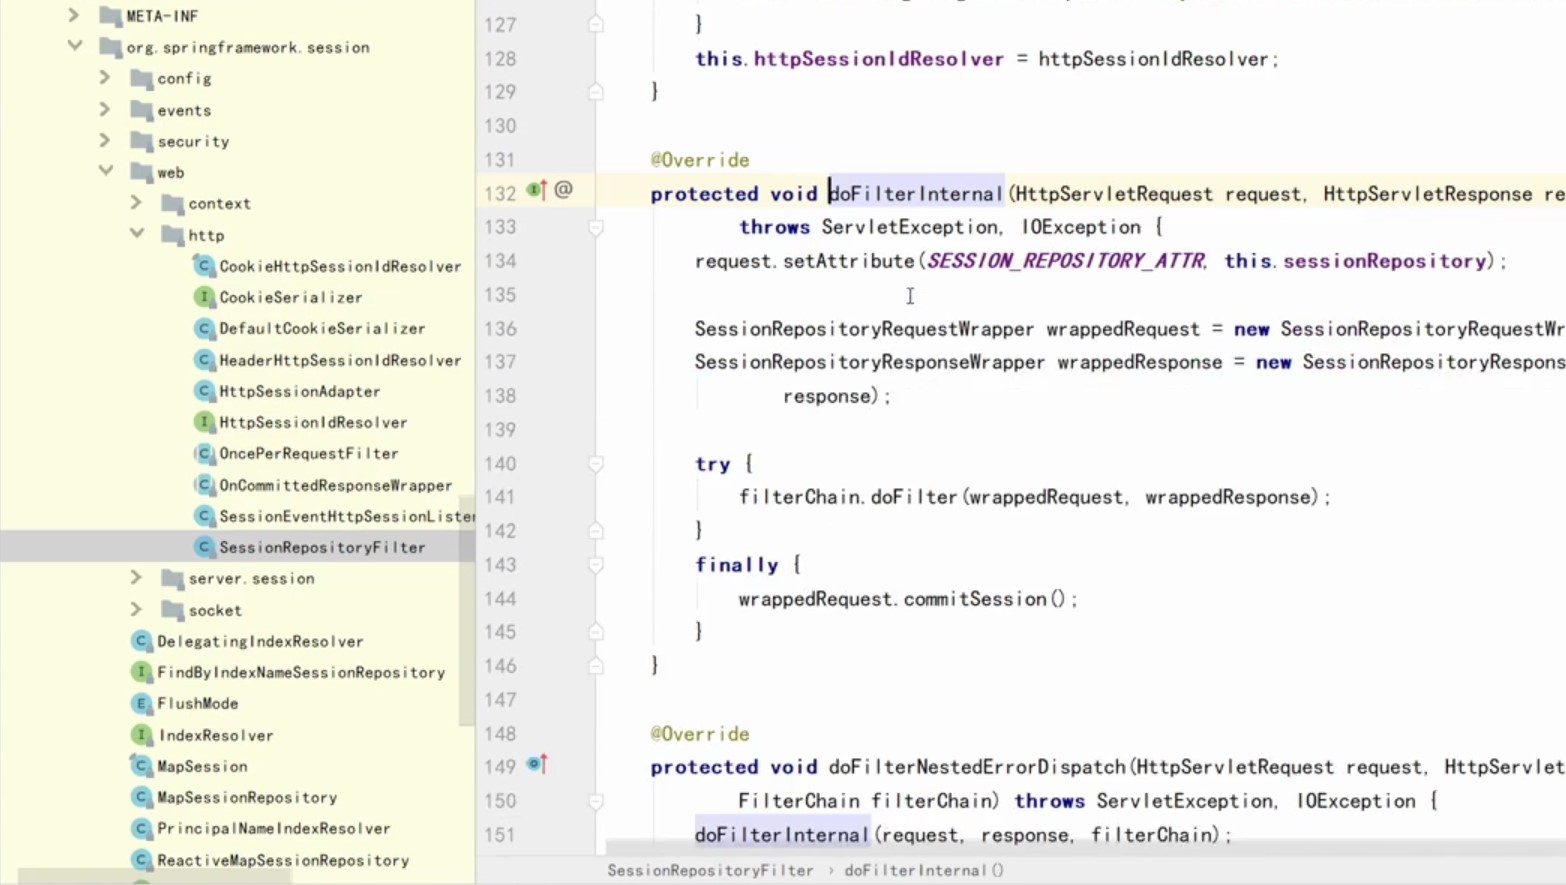 META-INF
org.springframework.session
config
events
security
web
context
http
CookieHttpSessionIdResolver
CookieSerializer
DefaultCookieSerializer
HeaderHttpSessionIdResolver
HttpSessionAdapter
HttpSessionIdResolver
OncePerRequestFilter
OnCommittedResponseWrapper
SessionEventHttpSessionListe
SessionRepositoryFilter
server.session
socket
DelegatingIndexResolver
FindByIndexNameSessionRepository
FlushMode
IndexResolver
MapSession
MapSessionRepository
PrincipalNameIndexResolver
ReactiveMapSessionRepository
127 }
128 this.httpSessionIdResolver = httpSessionIdResolver;
129 }
130
131 @Override
132 @ protected void doFilterInternal(HttpServletRequest request, HttpServletResponse re
133 throws ServletException, IOException {
134 request.setAttribute(SESSION_REPOSITORY_ATTR, this.sessionRepository);
135
136 SessionRepositoryRequestWrapper wrappedRequest = new SessionRepositoryRequestWr
137 SessionRepositoryResponseWrapper wrappedResponse = new SessionRepositoryRespons
138 response);
139
140 try {
141 filterChain.doFilter(wrappedRequest, wrappedResponse);
142 }
143 finally {
144 wrappedRequest.commitSession();
145 }
146 }
147
148 @Override
149 protected void doFilterNestedErrorDispatch(HttpServletRequest request, HttpServlet
150 FilterChain filterChain) throws ServletException, IOException {
151 doFilterInternal(request, response, filterChain);
SessionRepositoryFilter › doFilterInternal()